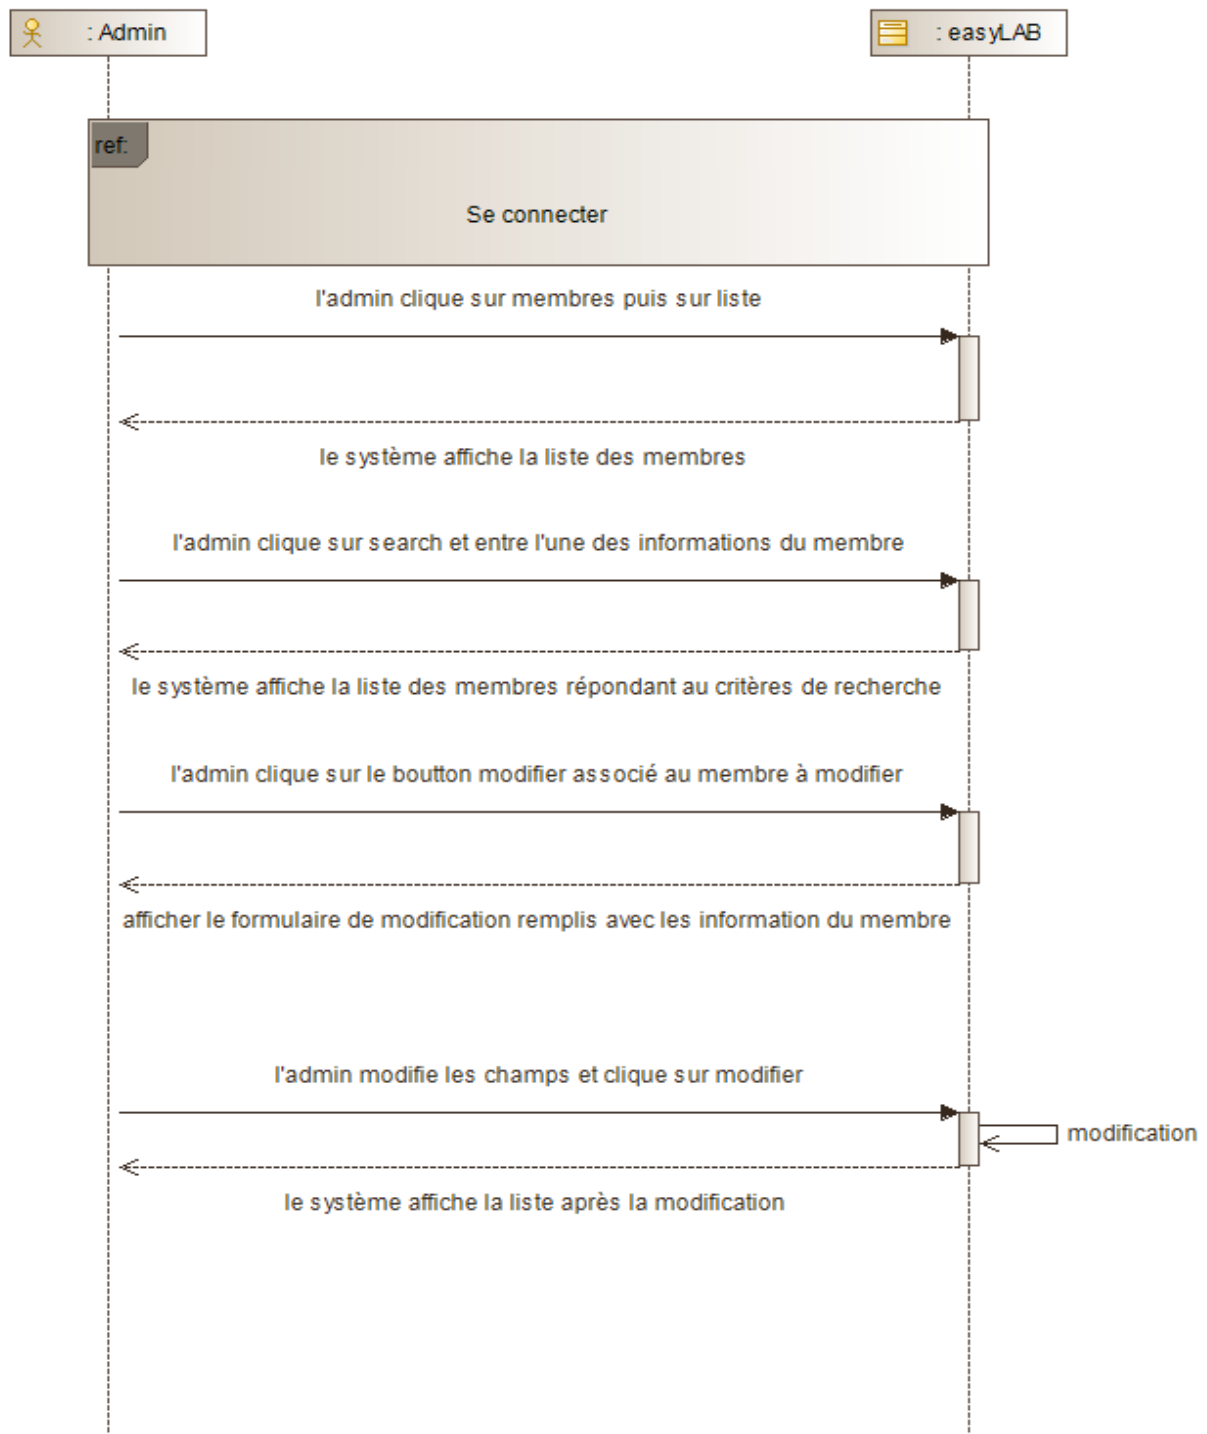 : Admin
: easyLAB
ref:
Se connecter
l'admin clique sur membres puis sur liste
le système affiche la liste des membres
l'admin clique sur search et entre l'une des informations du membre
le système affiche la liste des membres répondant au critères de recherche
l'admin clique sur le boutton modifier associé au membre à modifier
afficher le formulaire de modification remplis avec les information du membre
l'admin modifie les champs et clique sur modifier
modification
le système affiche la liste après la modification